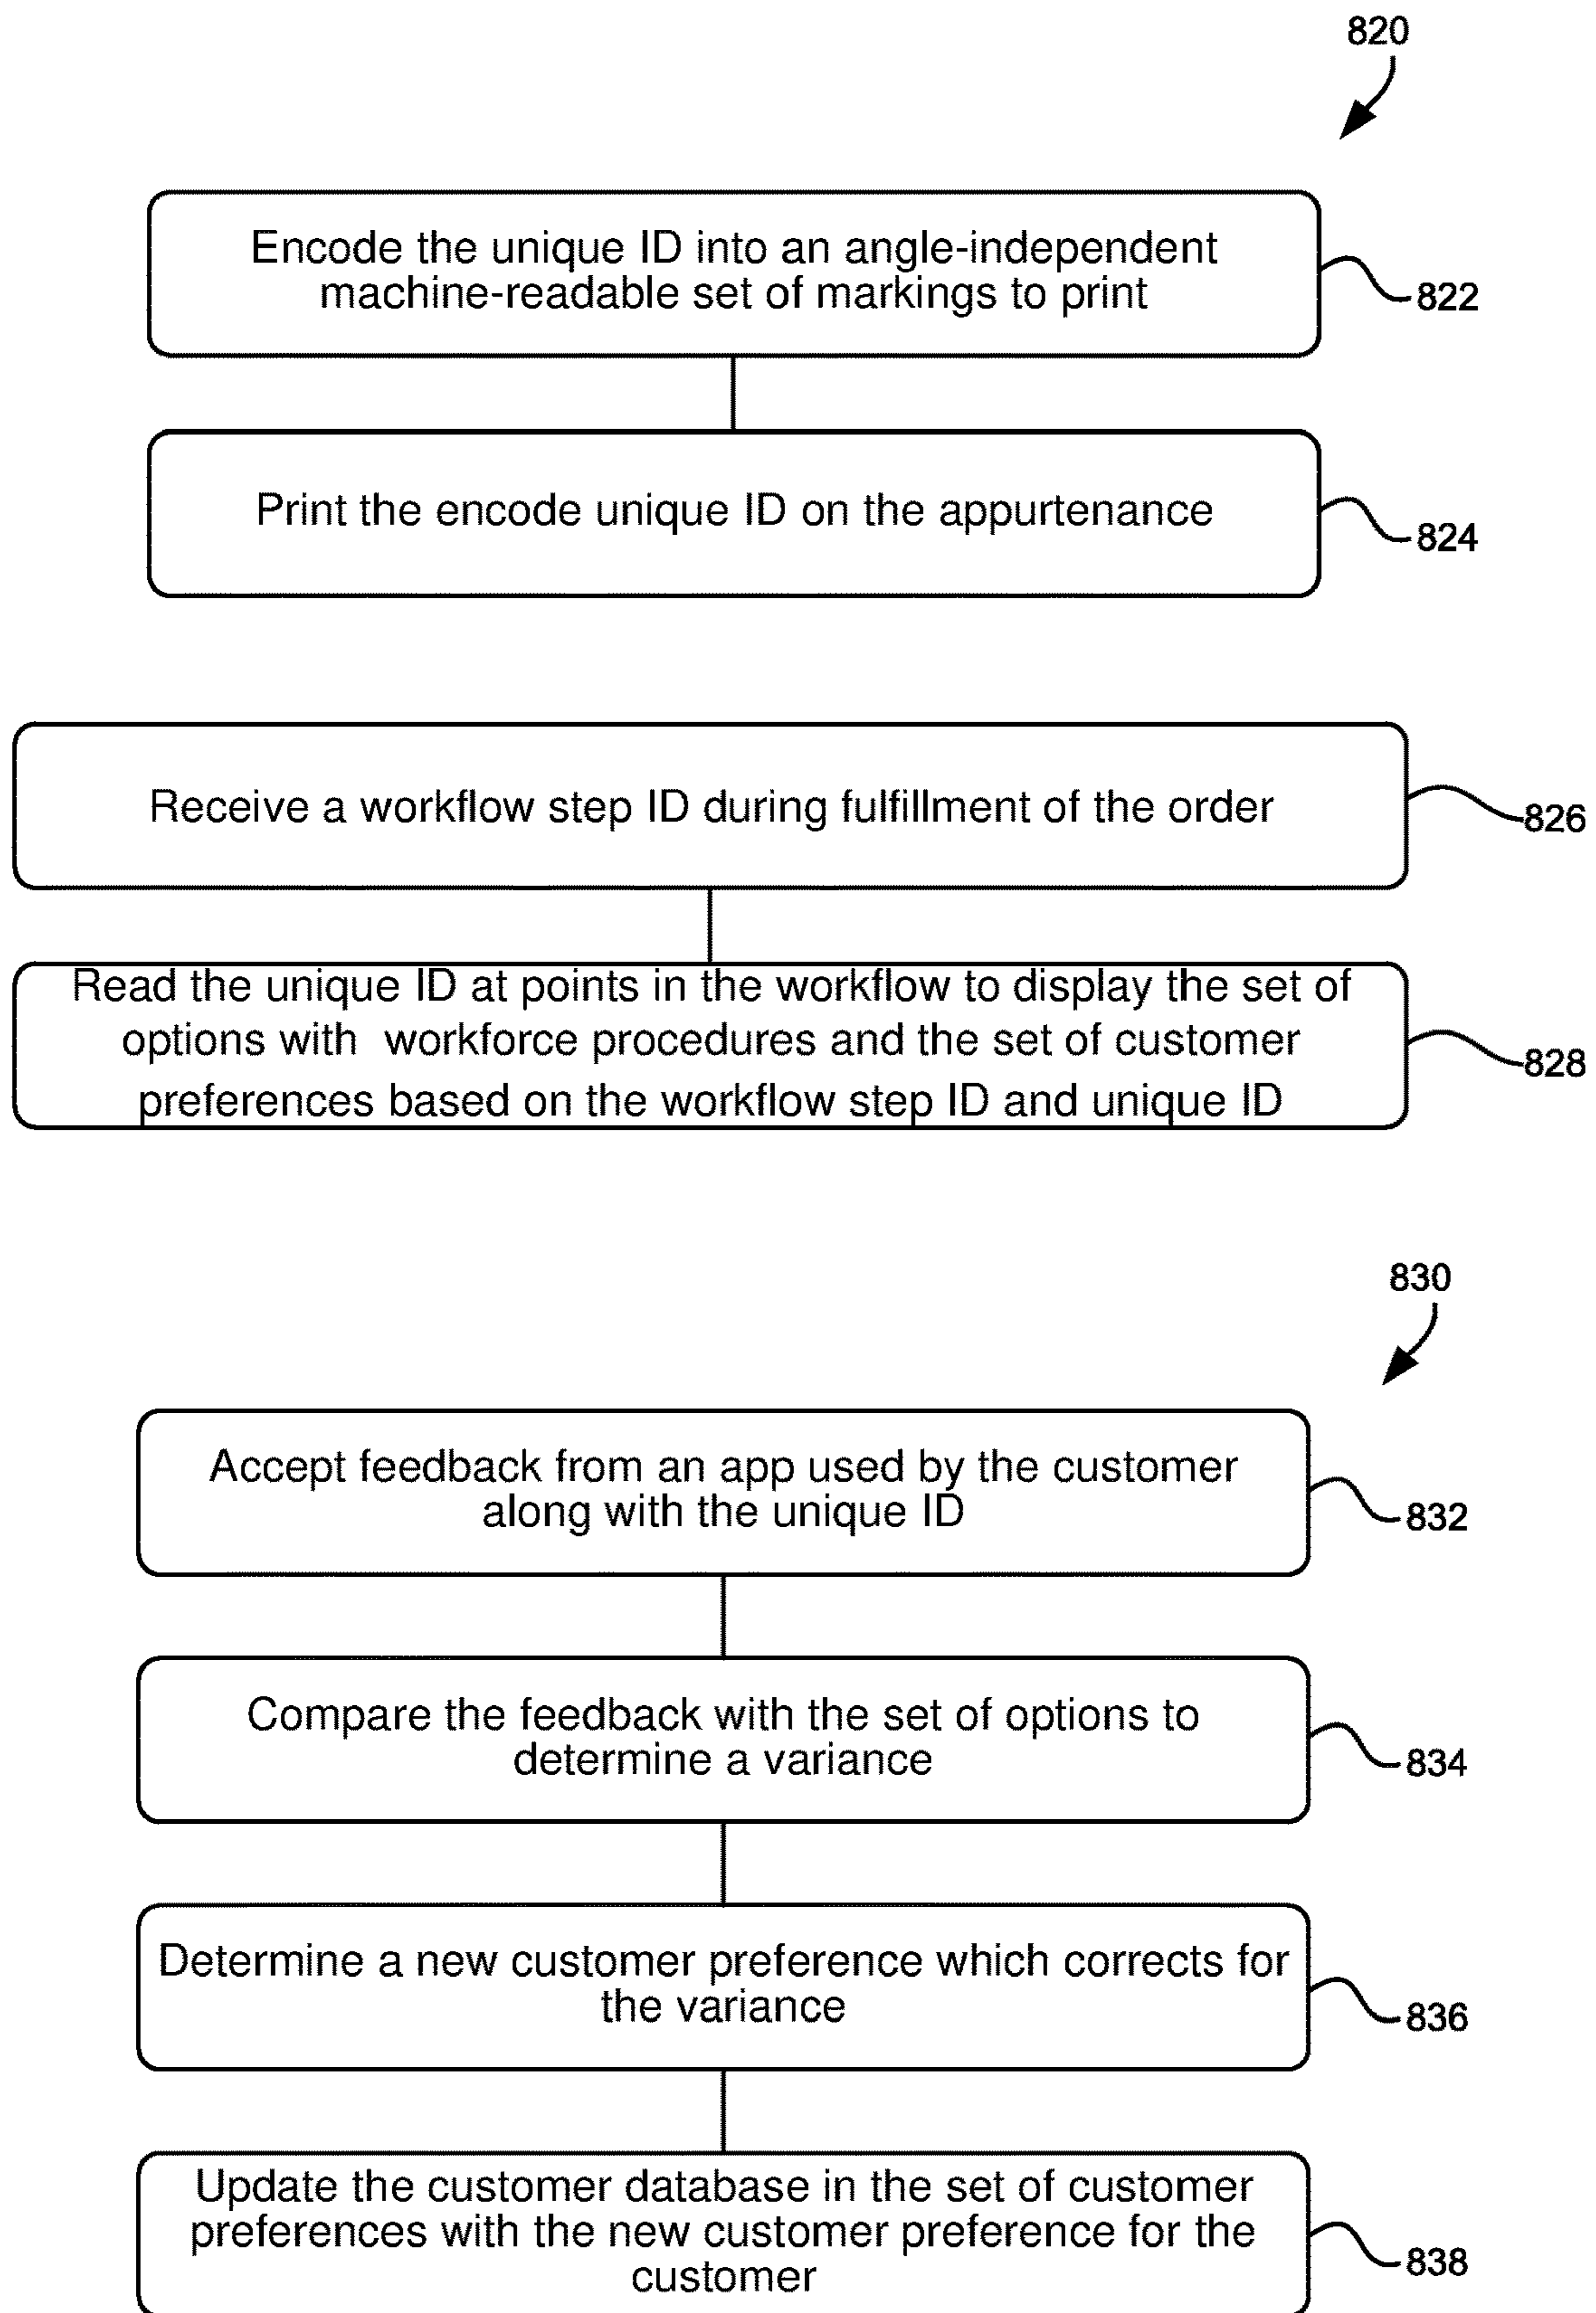 820
Encode the unique ID into an angle-independent
machine-readable set of markings to print
822
Print the encode unique ID on the appurtenance
824
Receive a workflow step ID during fulfillment of the order
826
Read the unique ID at points in the workflow to display the set of
options with  workforce procedures and the set of customer
preferences based on the workflow step ID and unique ID
828
830
Accept feedback from an app used by the customer
along with the unique ID
832
Compare the feedback with the set of options to
determine a variance
834
Determine a new customer preference which corrects for
the variance
836
Update the customer database in the set of customer
preferences with the new customer preference for the
customer
838